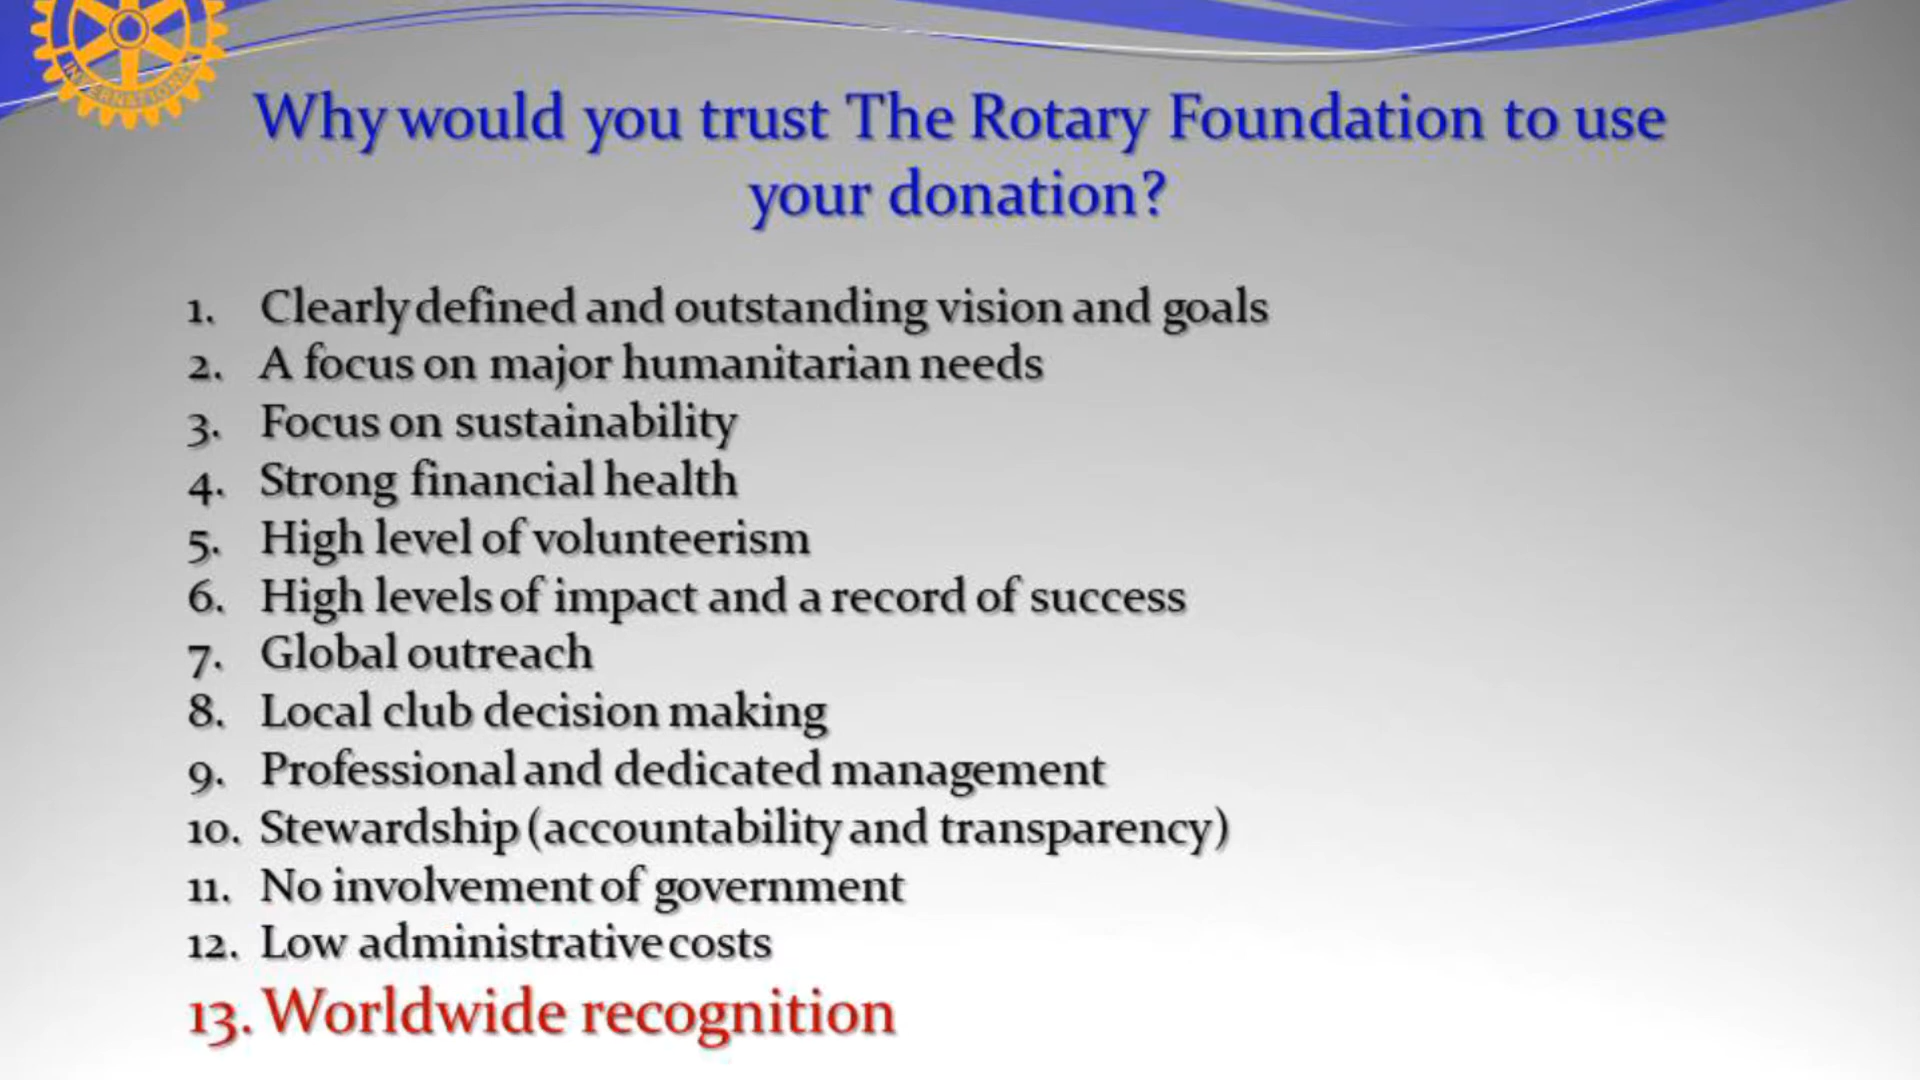 INTERNATIONAL
Why would you trust The Rotary Foundation to use
your donation?
1. Clearly defined and outstanding vision and goals
2. A focus on major humanitarian needs
3. Focus on sustainability
4. Strong financial health
5. High level of volunteerism
6. High levels of impact and a record of success
7. Global outreach
8. Local club decision making
9. Professional and dedicated management
10. Stewardship (accountability and transparency)
11. No involvement of government
12. Low administrative costs
13. Worldwide recognition